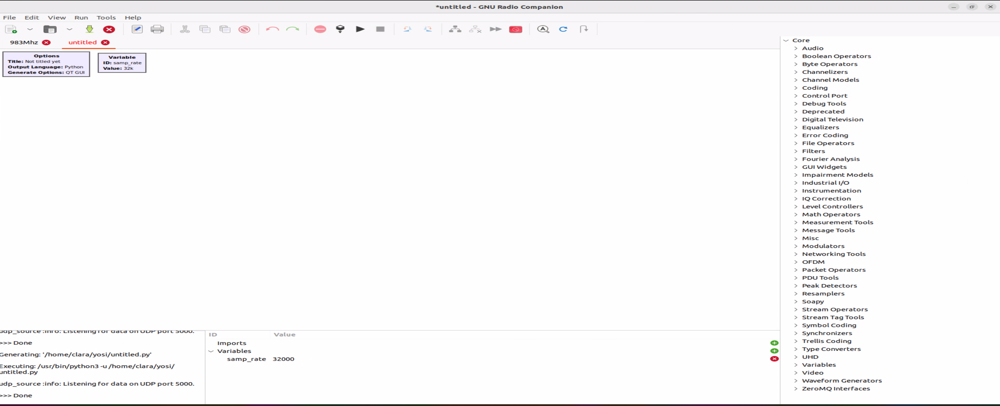 *untitled - GNU Radio Companion
File Edit View Run Tools Help
983Mhz untitled
Options
Title: Not titled yet
Output Language: Python
Generate Options: QT GUI
Variable
ID: samp_rate
Value: 32k
udp_source :info: Listening for data on UDP port 5000.
>>> Done
Generating: '/home/clara/yosi/untitled.py'
Executing: /usr/bin/python3 -u /home/clara/yosi/
untitled.py
udp_source :info: Listening for data on UDP port 5000.
>>> Done
ID Value
Imports
Variables
samp_rate 32000
Core
Audio
Boolean Operators
Byte Operators
Channelizers
Channel Models
Coding
Control Port
Debug Tools
Deprecated
Digital Television
Equalizers
Error Coding
File Operators
Filters
Fourier Analysis
GUI Widgets
Impairment Models
Industrial I/O
Instrumentation
IQ Correction
Level Controllers
Math Operators
Measurement Tools
Message Tools
Misc
Modulators
Networking Tools
OFDM
Packet Operators
PDU Tools
Peak Detectors
Resamplers
Soapy
Stream Operators
Stream Tag Tools
Symbol Coding
Synchronizers
Trellis Coding
Type Converters
UHD
Variables
Video
Waveform Generators
ZeroMQ Interfaces